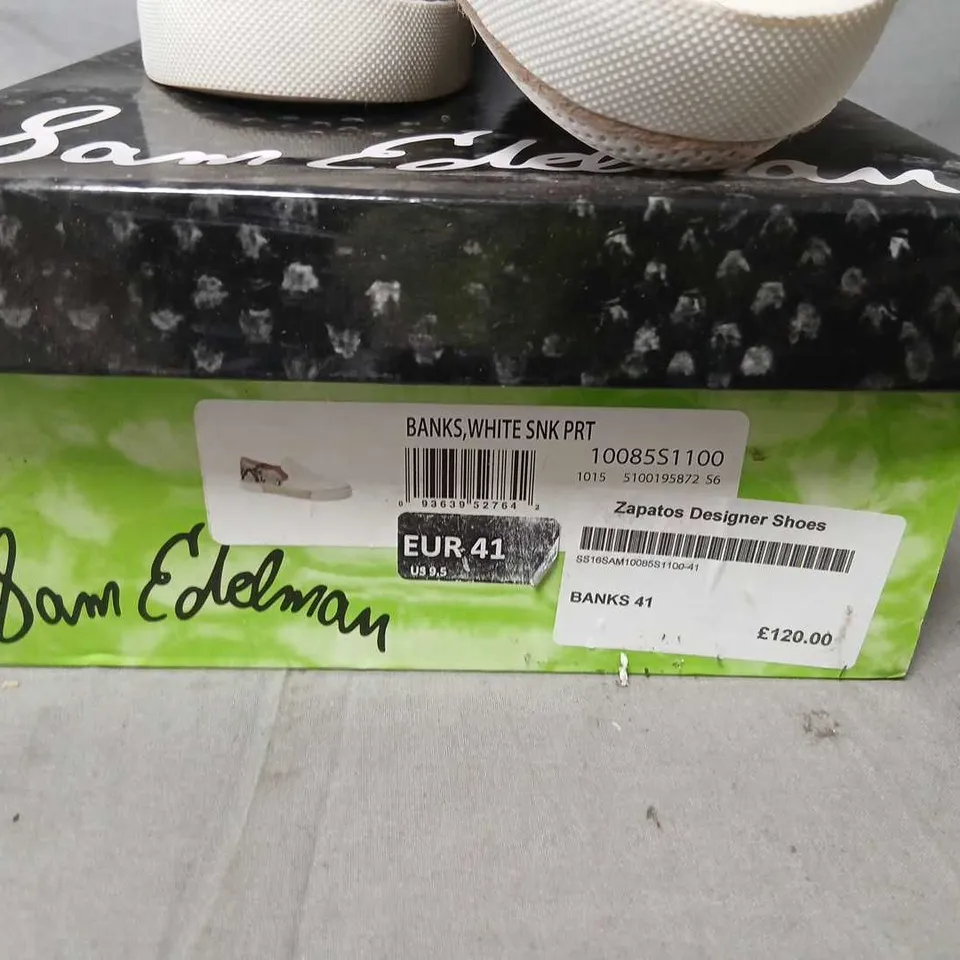 Sam Edelman
BANKS,WHITE SNK PRT
10085S1100
1015 5100195872 S6
0 93639 52764 2
EUR 41
US 9.5
Zapatos Designer Shoes
SS16SAM10085S1100-41
BANKS 41
£120.00
Sam Edelman